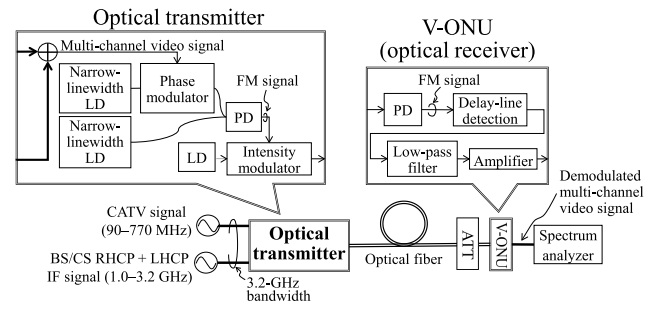 Optical transmitter
Multi-channel video signal
Narrow-
linewidth
LD
Phase
modulator
FM signal
PD
Narrow-
linewidth
LD
LD
Intensity
modulator
V-ONU
(optical receiver)
FM signal
PD
Delay-line
detection
Low-pass
filter
Amplifier
CATV signal
(90–770 MHz)
BS/CS RHCP + LHCP
IF signal (1.0–3.2 GHz)
3.2-GHz
bandwidth
Optical
transmitter
Optical fiber
ATT
V-ONU
Demodulated
multi-channel
video signal
Spectrum
analyzer